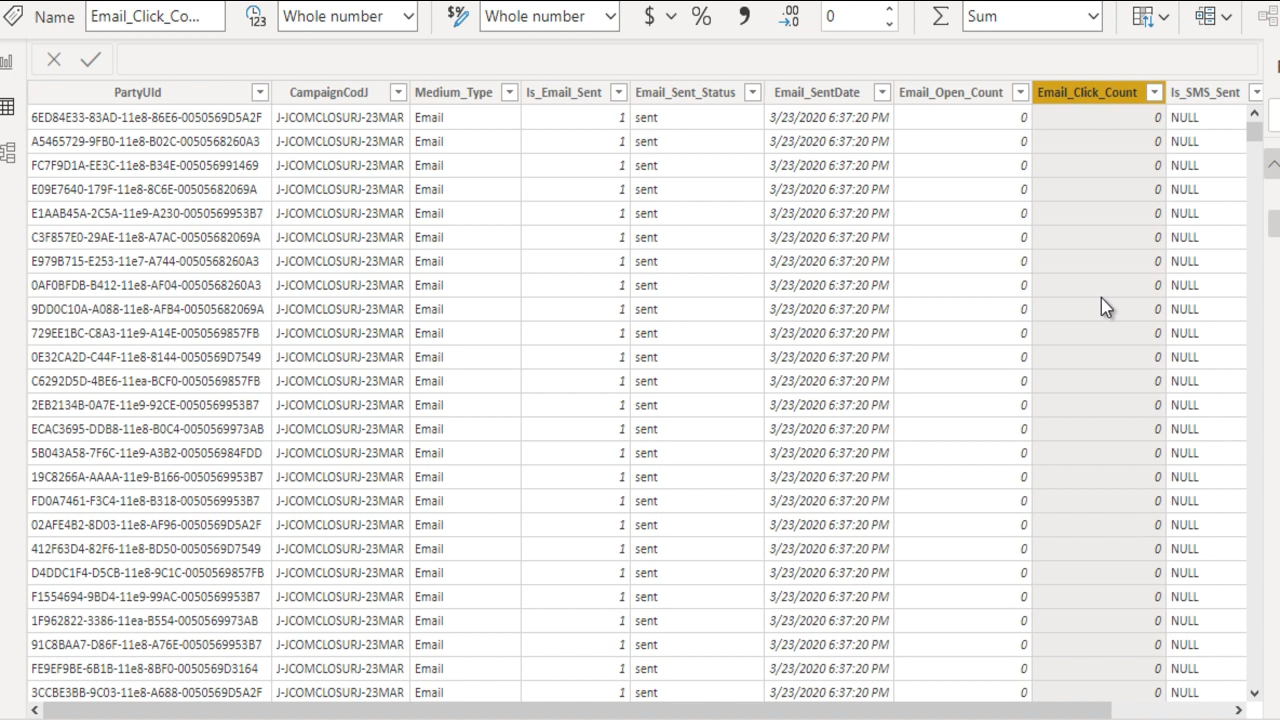 Name Email_Click_Co... Whole number Whole number $ % 0 Sum
PartyUId CampaignCodJ Medium_Type Is_Email_Sent Email_Sent_Status Email_SentDate Email_Open_Count Email_Click_Count Is_SMS_Sent
6ED84E33-83AD-11e8-86E6-0050569D5A2F J-JCOMCLOSURJ-23MAR Email 1 sent 3/23/2020 6:37:20 PM 0 0 NULL
A5465729-9FB0-11e8-B02C-0050568260A3 J-JCOMCLOSURJ-23MAR Email 1 sent 3/23/2020 6:37:20 PM 0 0 NULL
FC7F9D1A-EE3C-11e8-B34E-005056991469 J-JCOMCLOSURJ-23MAR Email 1 sent 3/23/2020 6:37:20 PM 0 0 NULL
E09E7640-179F-11e8-8C6E-00505682069A J-JCOMCLOSURJ-23MAR Email 1 sent 3/23/2020 6:37:20 PM 0 0 NULL
E1AAB45A-2C5A-11e9-A230-0050569953B7 J-JCOMCLOSURJ-23MAR Email 1 sent 3/23/2020 6:37:20 PM 0 0 NULL
C3F857E0-29AE-11e8-A7AC-00505682069A J-JCOMCLOSURJ-23MAR Email 1 sent 3/23/2020 6:37:20 PM 0 0 NULL
E979B715-E253-11e7-A744-0050568260A3 J-JCOMCLOSURJ-23MAR Email 1 sent 3/23/2020 6:37:20 PM 0 0 NULL
0AF0BFDB-B412-11e8-AF04-0050568260A3 J-JCOMCLOSURJ-23MAR Email 1 sent 3/23/2020 6:37:20 PM 0 0 NULL
9DD0C10A-A088-11e8-AFB4-00505682069A J-JCOMCLOSURJ-23MAR Email 1 sent 3/23/2020 6:37:20 PM 0 0 NULL
729EE1BC-C8A3-11e9-A14E-0050569857FB J-JCOMCLOSURJ-23MAR Email 1 sent 3/23/2020 6:37:20 PM 0 0 NULL
0E32CA2D-C44F-11e8-8144-0050569D7549 J-JCOMCLOSURJ-23MAR Email 1 sent 3/23/2020 6:37:20 PM 0 0 NULL
C6292D5D-4BE6-11ea-BCF0-0050569857FB J-JCOMCLOSURJ-23MAR Email 1 sent 3/23/2020 6:37:20 PM 0 0 NULL
2EB2134B-0A7E-11e9-92CE-0050569953B7 J-JCOMCLOSURJ-23MAR Email 1 sent 3/23/2020 6:37:20 PM 0 0 NULL
ECAC3695-DDB8-11e8-B0C4-0050569973AB J-JCOMCLOSURJ-23MAR Email 1 sent 3/23/2020 6:37:20 PM 0 0 NULL
5B043A58-7F6C-11e9-A3B2-005056984FDD J-JCOMCLOSURJ-23MAR Email 1 sent 3/23/2020 6:37:20 PM 0 0 NULL
19C8266A-AAAA-11e9-B166-0050569953B7 J-JCOMCLOSURJ-23MAR Email 1 sent 3/23/2020 6:37:20 PM 0 0 NULL
FD0A7461-F3C4-11e8-B318-0050569953B7 J-JCOMCLOSURJ-23MAR Email 1 sent 3/23/2020 6:37:20 PM 0 0 NULL
02AFE4B2-8D03-11e8-AF96-0050569D5A2F J-JCOMCLOSURJ-23MAR Email 1 sent 3/23/2020 6:37:20 PM 0 0 NULL
412F63D4-82F6-11e8-BD50-0050569D7549 J-JCOMCLOSURJ-23MAR Email 1 sent 3/23/2020 6:37:20 PM 0 0 NULL
D4DDC1F4-D5CB-11e8-9C1C-0050569857FB J-JCOMCLOSURJ-23MAR Email 1 sent 3/23/2020 6:37:20 PM 0 0 NULL
F1554694-9BD4-11e9-99AC-0050569953B7 J-JCOMCLOSURJ-23MAR Email 1 sent 3/23/2020 6:37:20 PM 0 0 NULL
1F962822-3386-11ea-B554-0050569973AB J-JCOMCLOSURJ-23MAR Email 1 sent 3/23/2020 6:37:20 PM 0 0 NULL
91C8BAA7-D86F-11e8-A76E-0050569953B7 J-JCOMCLOSURJ-23MAR Email 1 sent 3/23/2020 6:37:20 PM 0 0 NULL
FE9EF9BE-6B1B-11e8-8BF0-0050569D3164 J-JCOMCLOSURJ-23MAR Email 1 sent 3/23/2020 6:37:20 PM 0 0 NULL
3CCBE3BB-9C03-11e8-A688-0050569D5A2F J-JCOMCLOSURJ-23MAR Email 1 sent 3/23/2020 6:37:20 PM 0 0 NULL